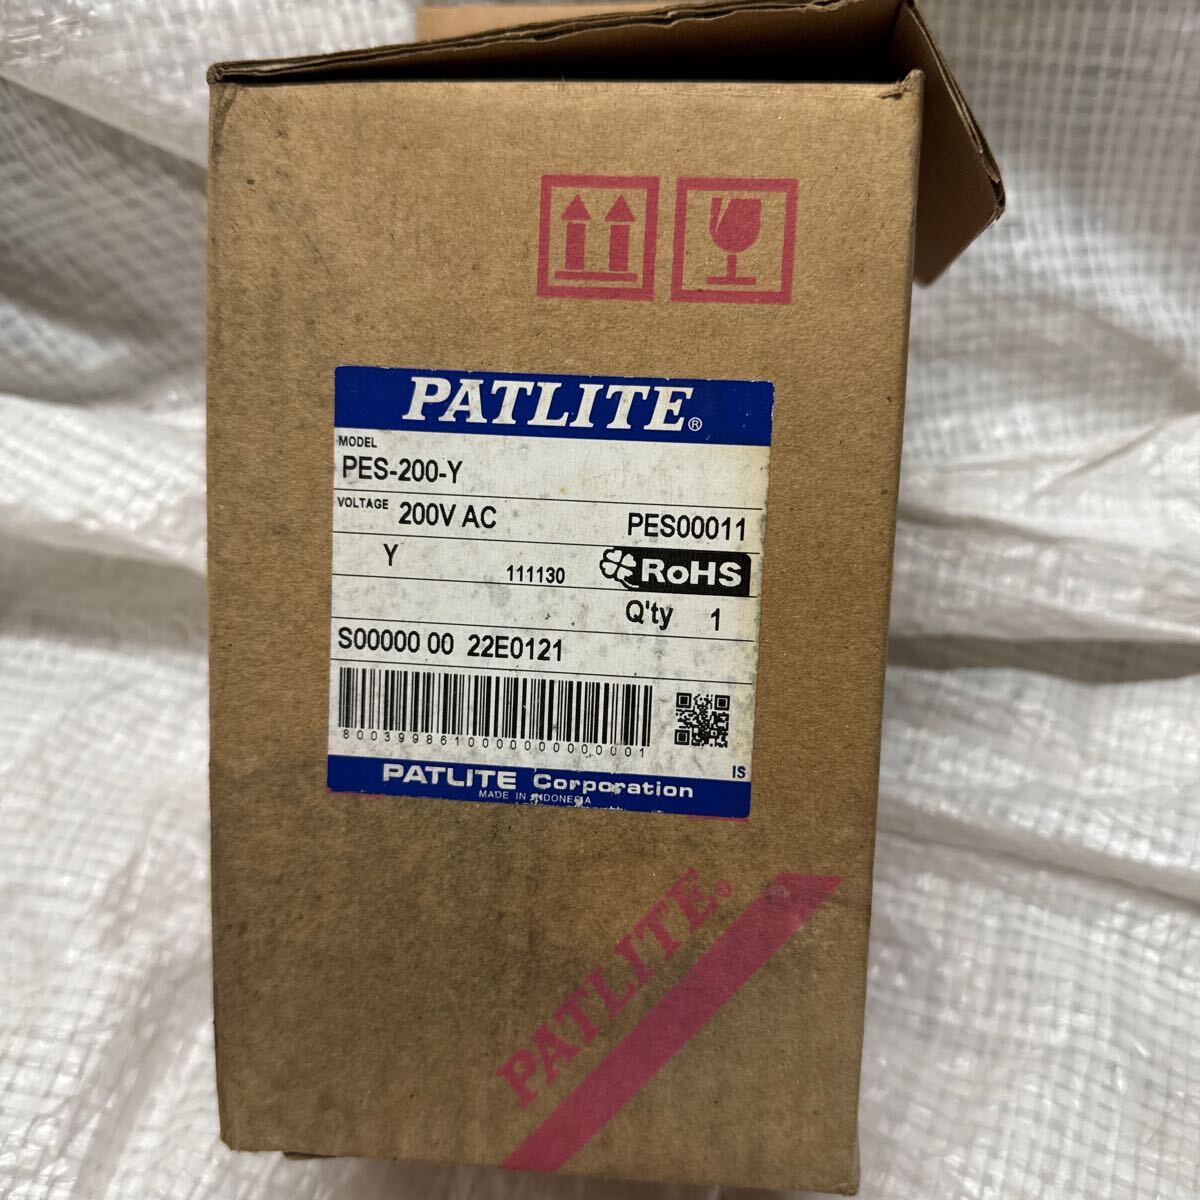 PATLITE®
MODEL
PES-200-Y
VOLTAGE 200V AC PES00011
Y 111130 RoHS
Q'ty 1
S00000 00 22E0121
IS
PATLITE Corporation
MADE IN INDONESIA
PATLITE®